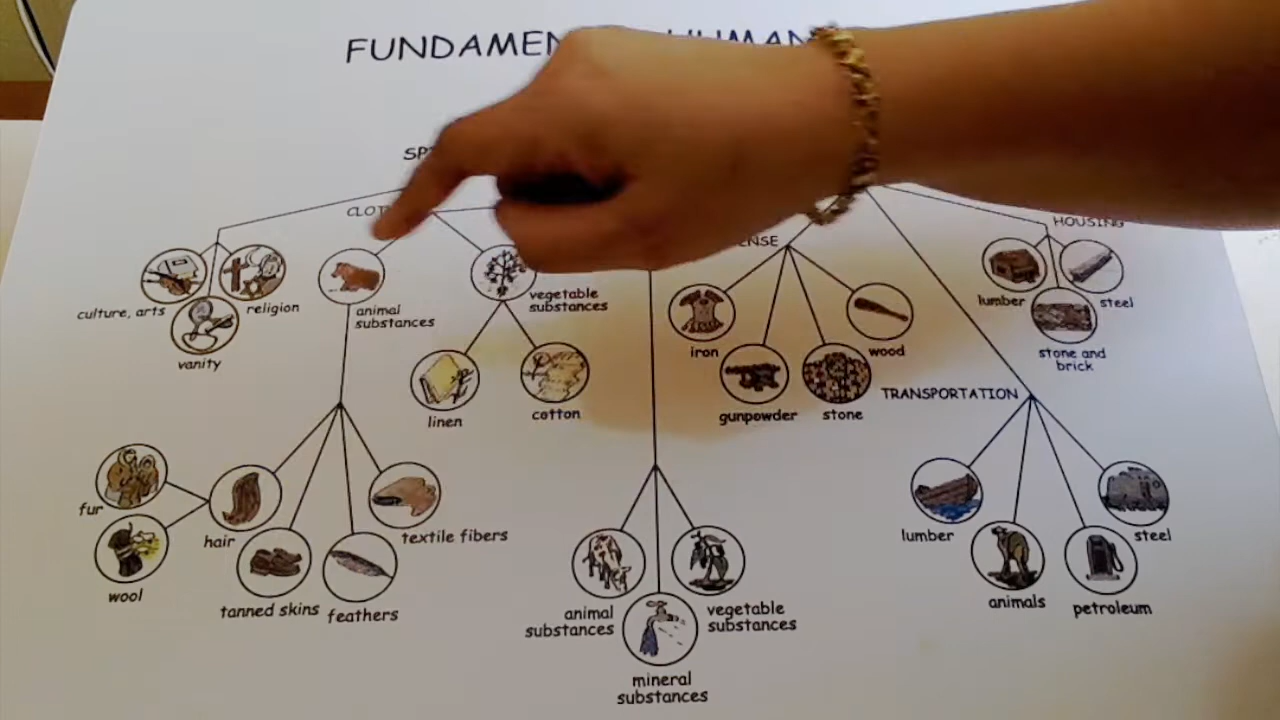 FUNDAMEN HUMAN
SP
CLOT
ENSE
HOUSING
culture, arts
religion
vanity
animal
substances
vegetable
substances
linen
cotton
iron
wood
gunpowder
stone
lumber
steel
stone and
brick
TRANSPORTATION
fur
wool
hair
textile fibers
tanned skins
feathers
animal
substances
vegetable
substances
mineral
substances
lumber
steel
animals
petroleum